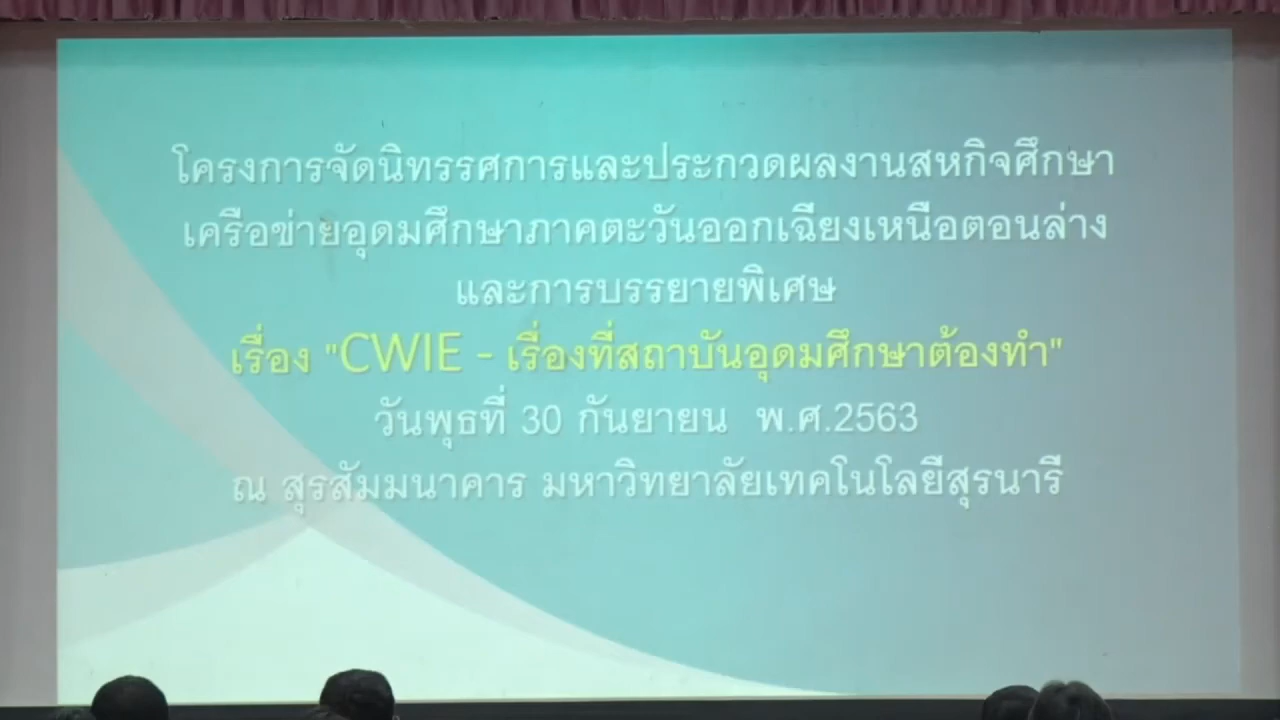 โครงการจัดนิทรรศการและประกวดผลงานสหกิจศึกษา
เครือข่ายอุดมศึกษาภาคตะวันออกเฉียงเหนือตอนล่าง
และการบรรยายพิเศษ
เรื่อง "CWIE - เรื่องที่สถาบันอุดมศึกษาต้องทำ"
วันพุธที่ 30 กันยายน พ.ศ.2563
ณ สุรสัมมนาคาร มหาวิทยาลัยเทคโนโลยีสุรนารี